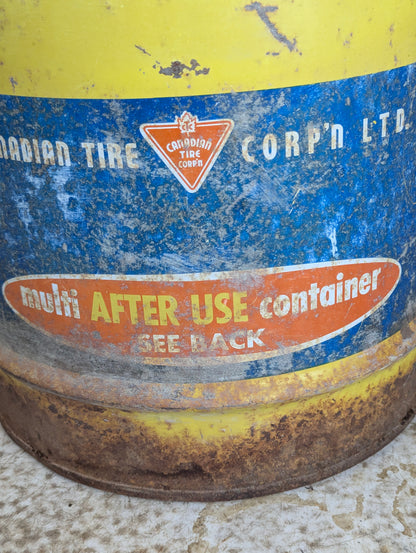 NADIAN TIRE CORP'N LTD.
CANADIAN
TIRE
CORP'N
multi AFTER USE container
SEE BACK